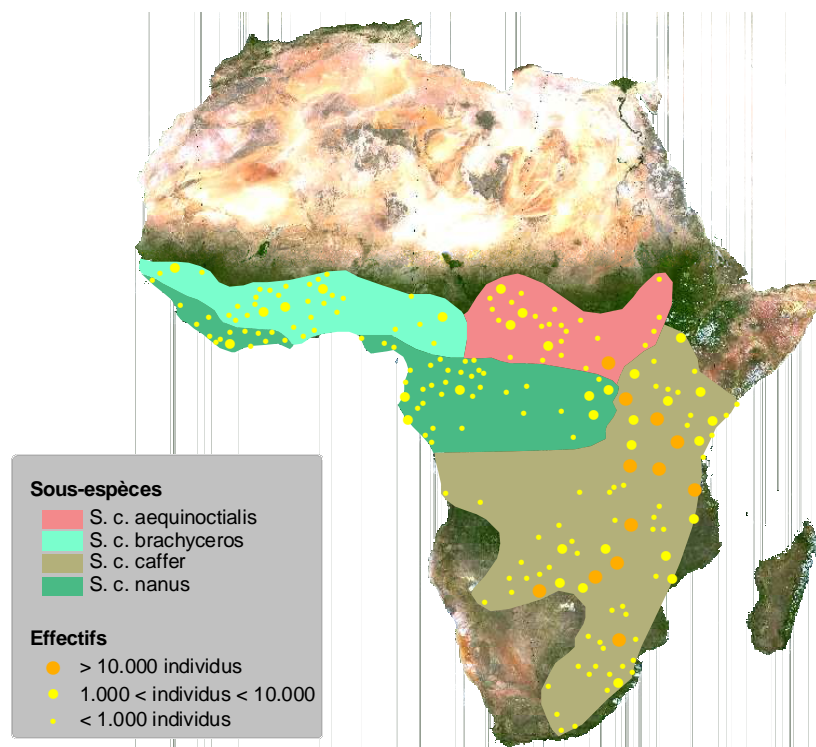 Sous-espèces
S. c. aequinoctialis
S. c. brachyceros
S. c. caffer
S. c. nanus
Effectifs
> 10.000 individus
1.000 < individus < 10.000
< 1.000 individus